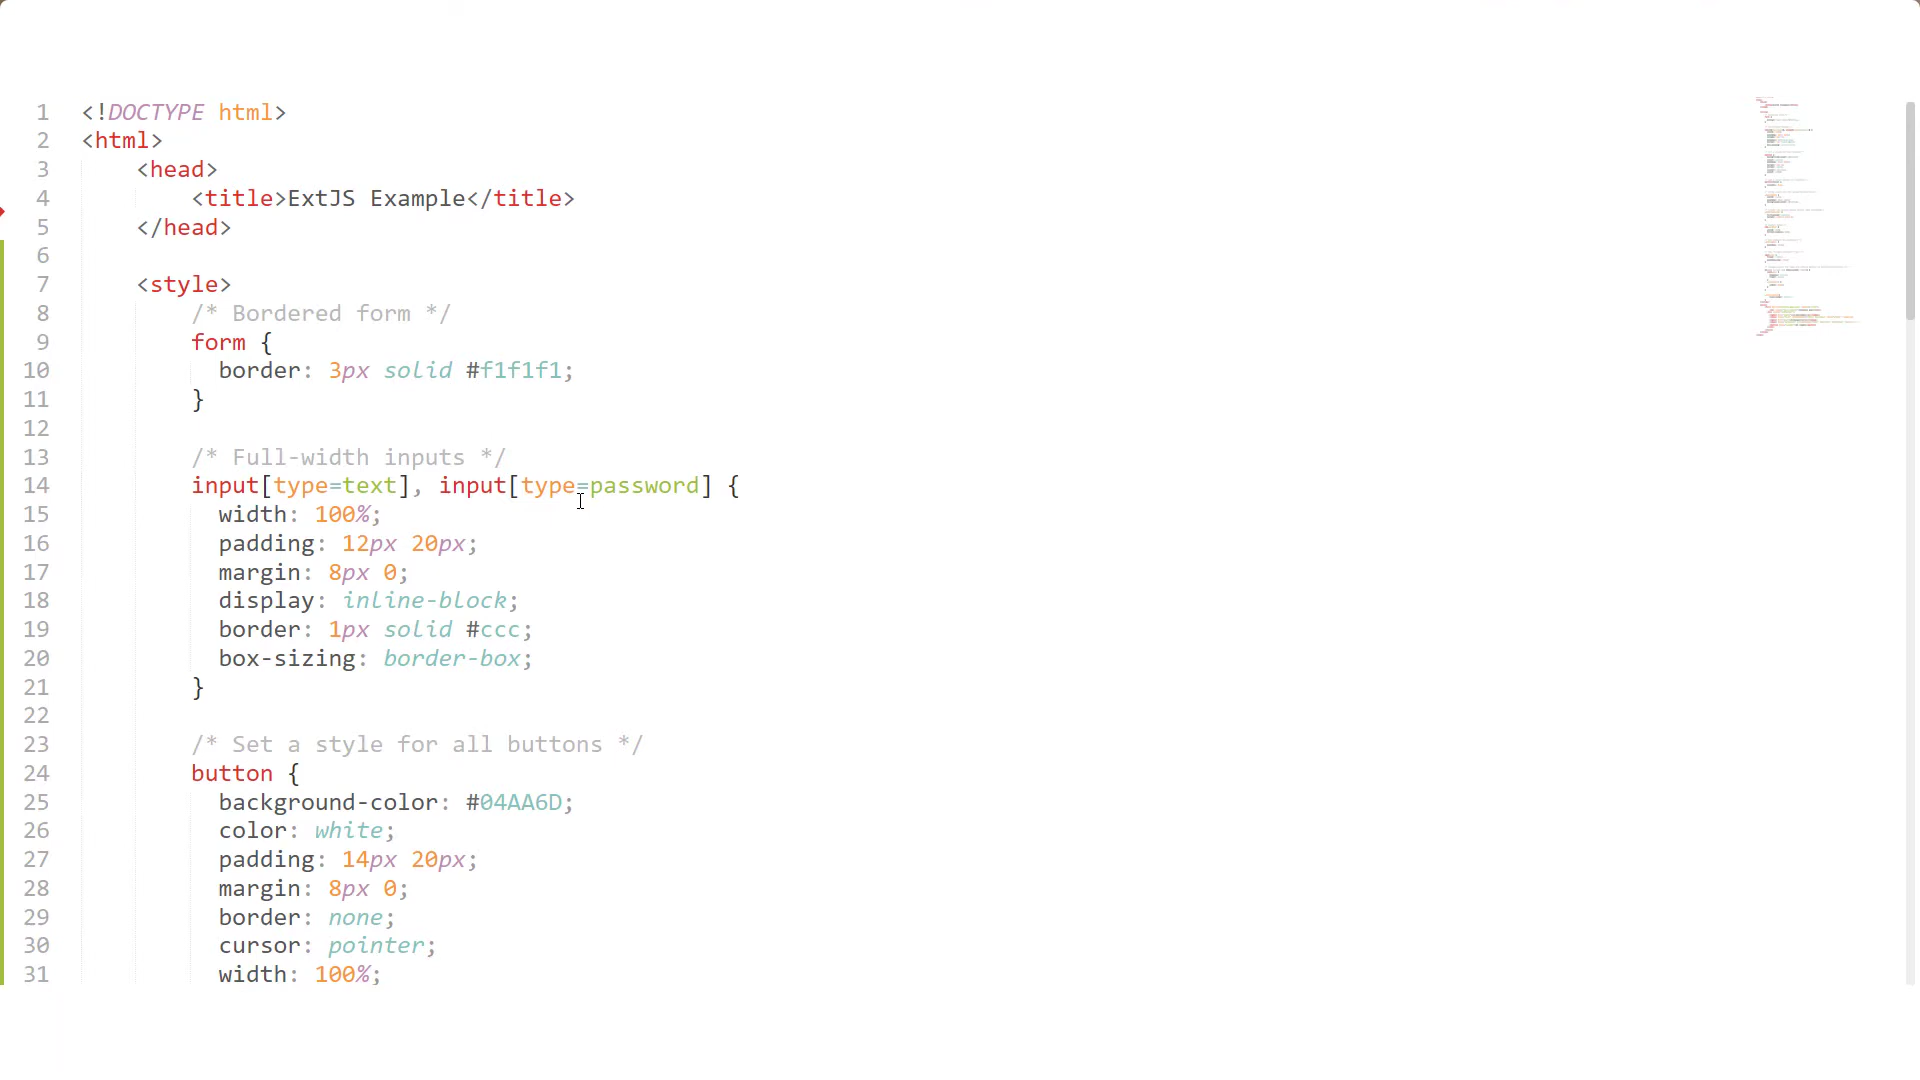 1 <!DOCTYPE html>
2 <html>
3     <head>
4         <title>ExtJS Example</title>
5     </head>
6
7     <style>
8         /* Bordered form */
9         form {
10           border: 3px solid #f1f1f1;
11         }
12
13         /* Full-width inputs */
14         input[type=text], input[type=password] {
15           width: 100%;
16           padding: 12px 20px;
17           margin: 8px 0;
18           display: inline-block;
19           border: 1px solid #ccc;
20           box-sizing: border-box;
21         }
22
23         /* Set a style for all buttons */
24         button {
25           background-color: #04AA6D;
26           color: white;
27           padding: 14px 20px;
28           margin: 8px 0;
29           border: none;
30           cursor: pointer;
31           width: 100%;